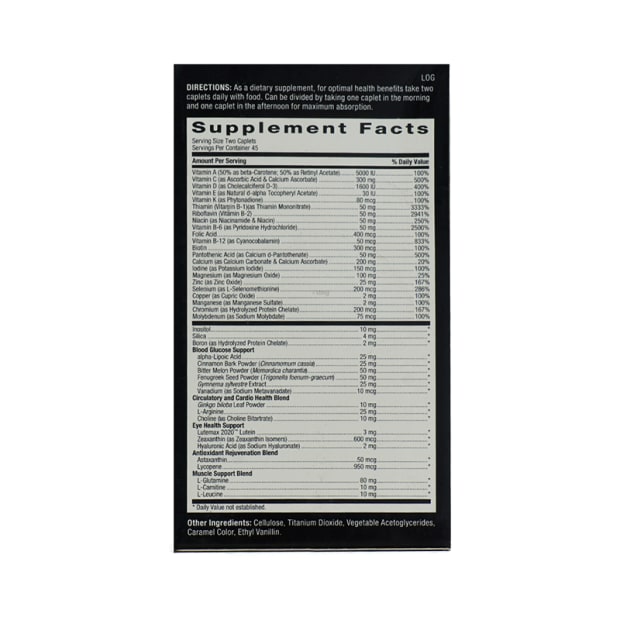 LOG
DIRECTIONS: As a dietary supplement, for optimal health benefits take two
caplets daily with food. Can be divided by taking one caplet in the morning
and one caplet in the afternoon for maximum absorption.
Supplement Facts
Serving Size Two Caplets
Servings Per Container 45
Amount Per Serving % Daily Value
Vitamin A (50% as beta-Carotene; 50% as Retinyl Acetate) 5000 IU 100%
Vitamin C (as Ascorbic Acid & Calcium Ascorbate) 300 mg 500%
Vitamin D (as Cholecalciferol D-3) 1600 IU 400%
Vitamin E (as Natural d-alpha Tocopheryl Acetate) 30 IU 100%
Vitamin K (as Phytonadione) 80 mcg 100%
Thiamin (Vitamin B-1)(as Thiamin Mononitrate) 50 mg 3333%
Riboflavin (Vitamin B-2) 50 mg 2941%
Niacin (as Niacinamide & Niacin) 50 mg 250%
Vitamin B-6 (as Pyridoxine Hydrochloride) 50 mg 2500%
Folic Acid 400 mcg 100%
Vitamin B-12 (as Cyanocobalamin) 50 mcg 833%
Biotin 300 mcg 100%
Pantothenic Acid (as Calcium d-Pantothenate) 50 mg 500%
Calcium (as Calcium Carbonate & Calcium Ascorbate) 200 mg 20%
Iodine (as Potassium Iodide) 150 mcg 100%
Magnesium (as Magnesium Oxide) 100 mg 25%
Zinc (as Zinc Oxide) 25 mg 167%
Selenium (as L-Selenomethionine) 200 mcg 286%
Copper (as Cupric Oxide) 2 mg 100%
Manganese (as Manganese Sulfate) 2 mg 100%
Chromium (as Hydrolyzed Protein Chelate) 200 mcg 167%
Molybdenum (as Sodium Molybdate) 75 mcg 100%
Inositol 10 mg *
Silica 4 mg *
Boron (as Hydrolyzed Protein Chelate) 2 mg *
Blood Glucose Support
alpha-Lipoic Acid 25 mg *
Cinnamon Bark Powder (Cinnamomum cassia) 25 mg *
Bitter Melon Powder (Momordica charantia) 50 mg *
Fenugreek Seed Powder (Trigonella foenum-graecum) 50 mg *
Gymnema sylvestre Extract 25 mg *
Vanadium (as Sodium Metavanadate) 10 mcg *
Circulatory and Cardio Health Blend
Ginkgo biloba Leaf Powder 10 mg *
L-Arginine 25 mg *
Choline (as Choline Bitartrate) 10 mg *
Eye Health Support
Lutemax 2020™ Lutein 3 mg *
Zeaxanthin (as Zeaxanthin Isomers) 600 mcg *
Hyaluronic Acid (as Sodium Hyaluronate) 2 mg *
Antioxidant Rejuvenation Blend
Astaxanthin 50 mcg *
Lycopene 950 mcg *
Muscle Support Blend
L-Glutamine 80 mg *
L-Carnitine 10 mg *
L-Leucine 10 mg *
* Daily Value not established.
Other Ingredients: Cellulose, Titanium Dioxide, Vegetable Acetoglycerides,
Caramel Color, Ethyl Vanillin.